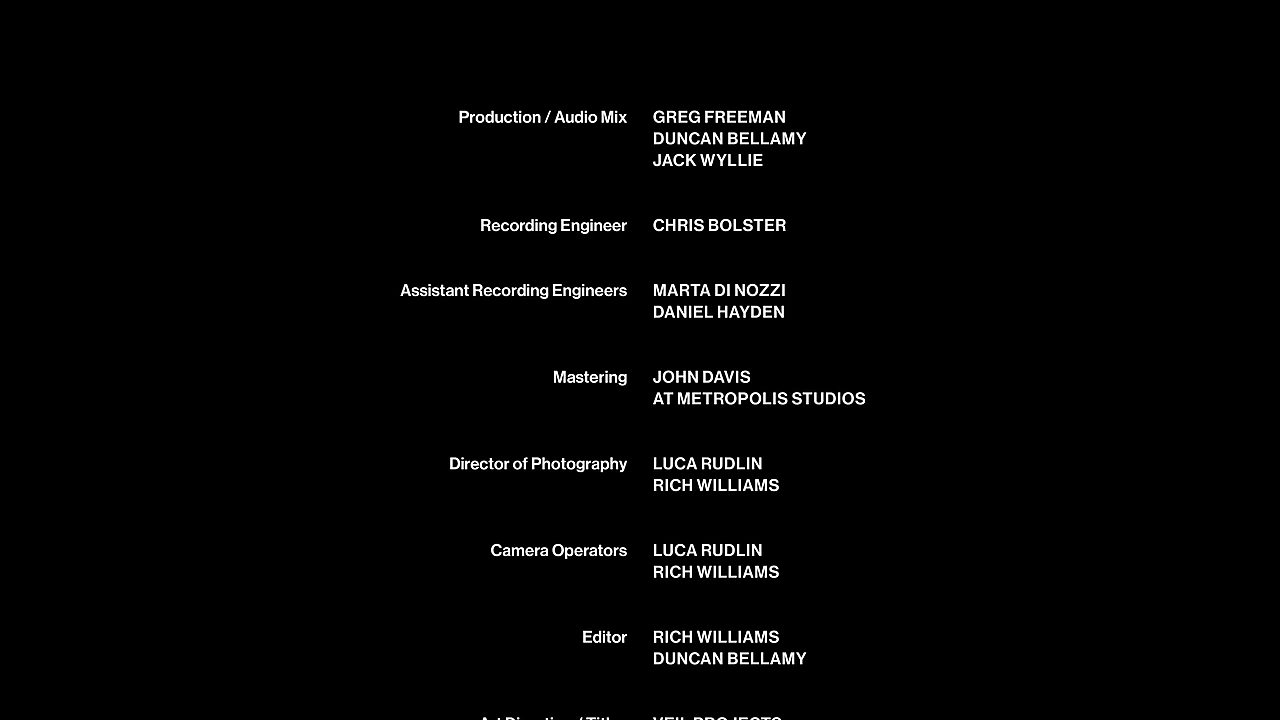 Production / Audio Mix GREG FREEMAN
DUNCAN BELLAMY
JACK WYLLIE
Recording Engineer CHRIS BOLSTER
Assistant Recording Engineers MARTA DI NOZZI
DANIEL HAYDEN
Mastering JOHN DAVIS
AT METROPOLIS STUDIOS
Director of Photography LUCA RUDLIN
RICH WILLIAMS
Camera Operators LUCA RUDLIN
RICH WILLIAMS
Editor RICH WILLIAMS
DUNCAN BELLAMY